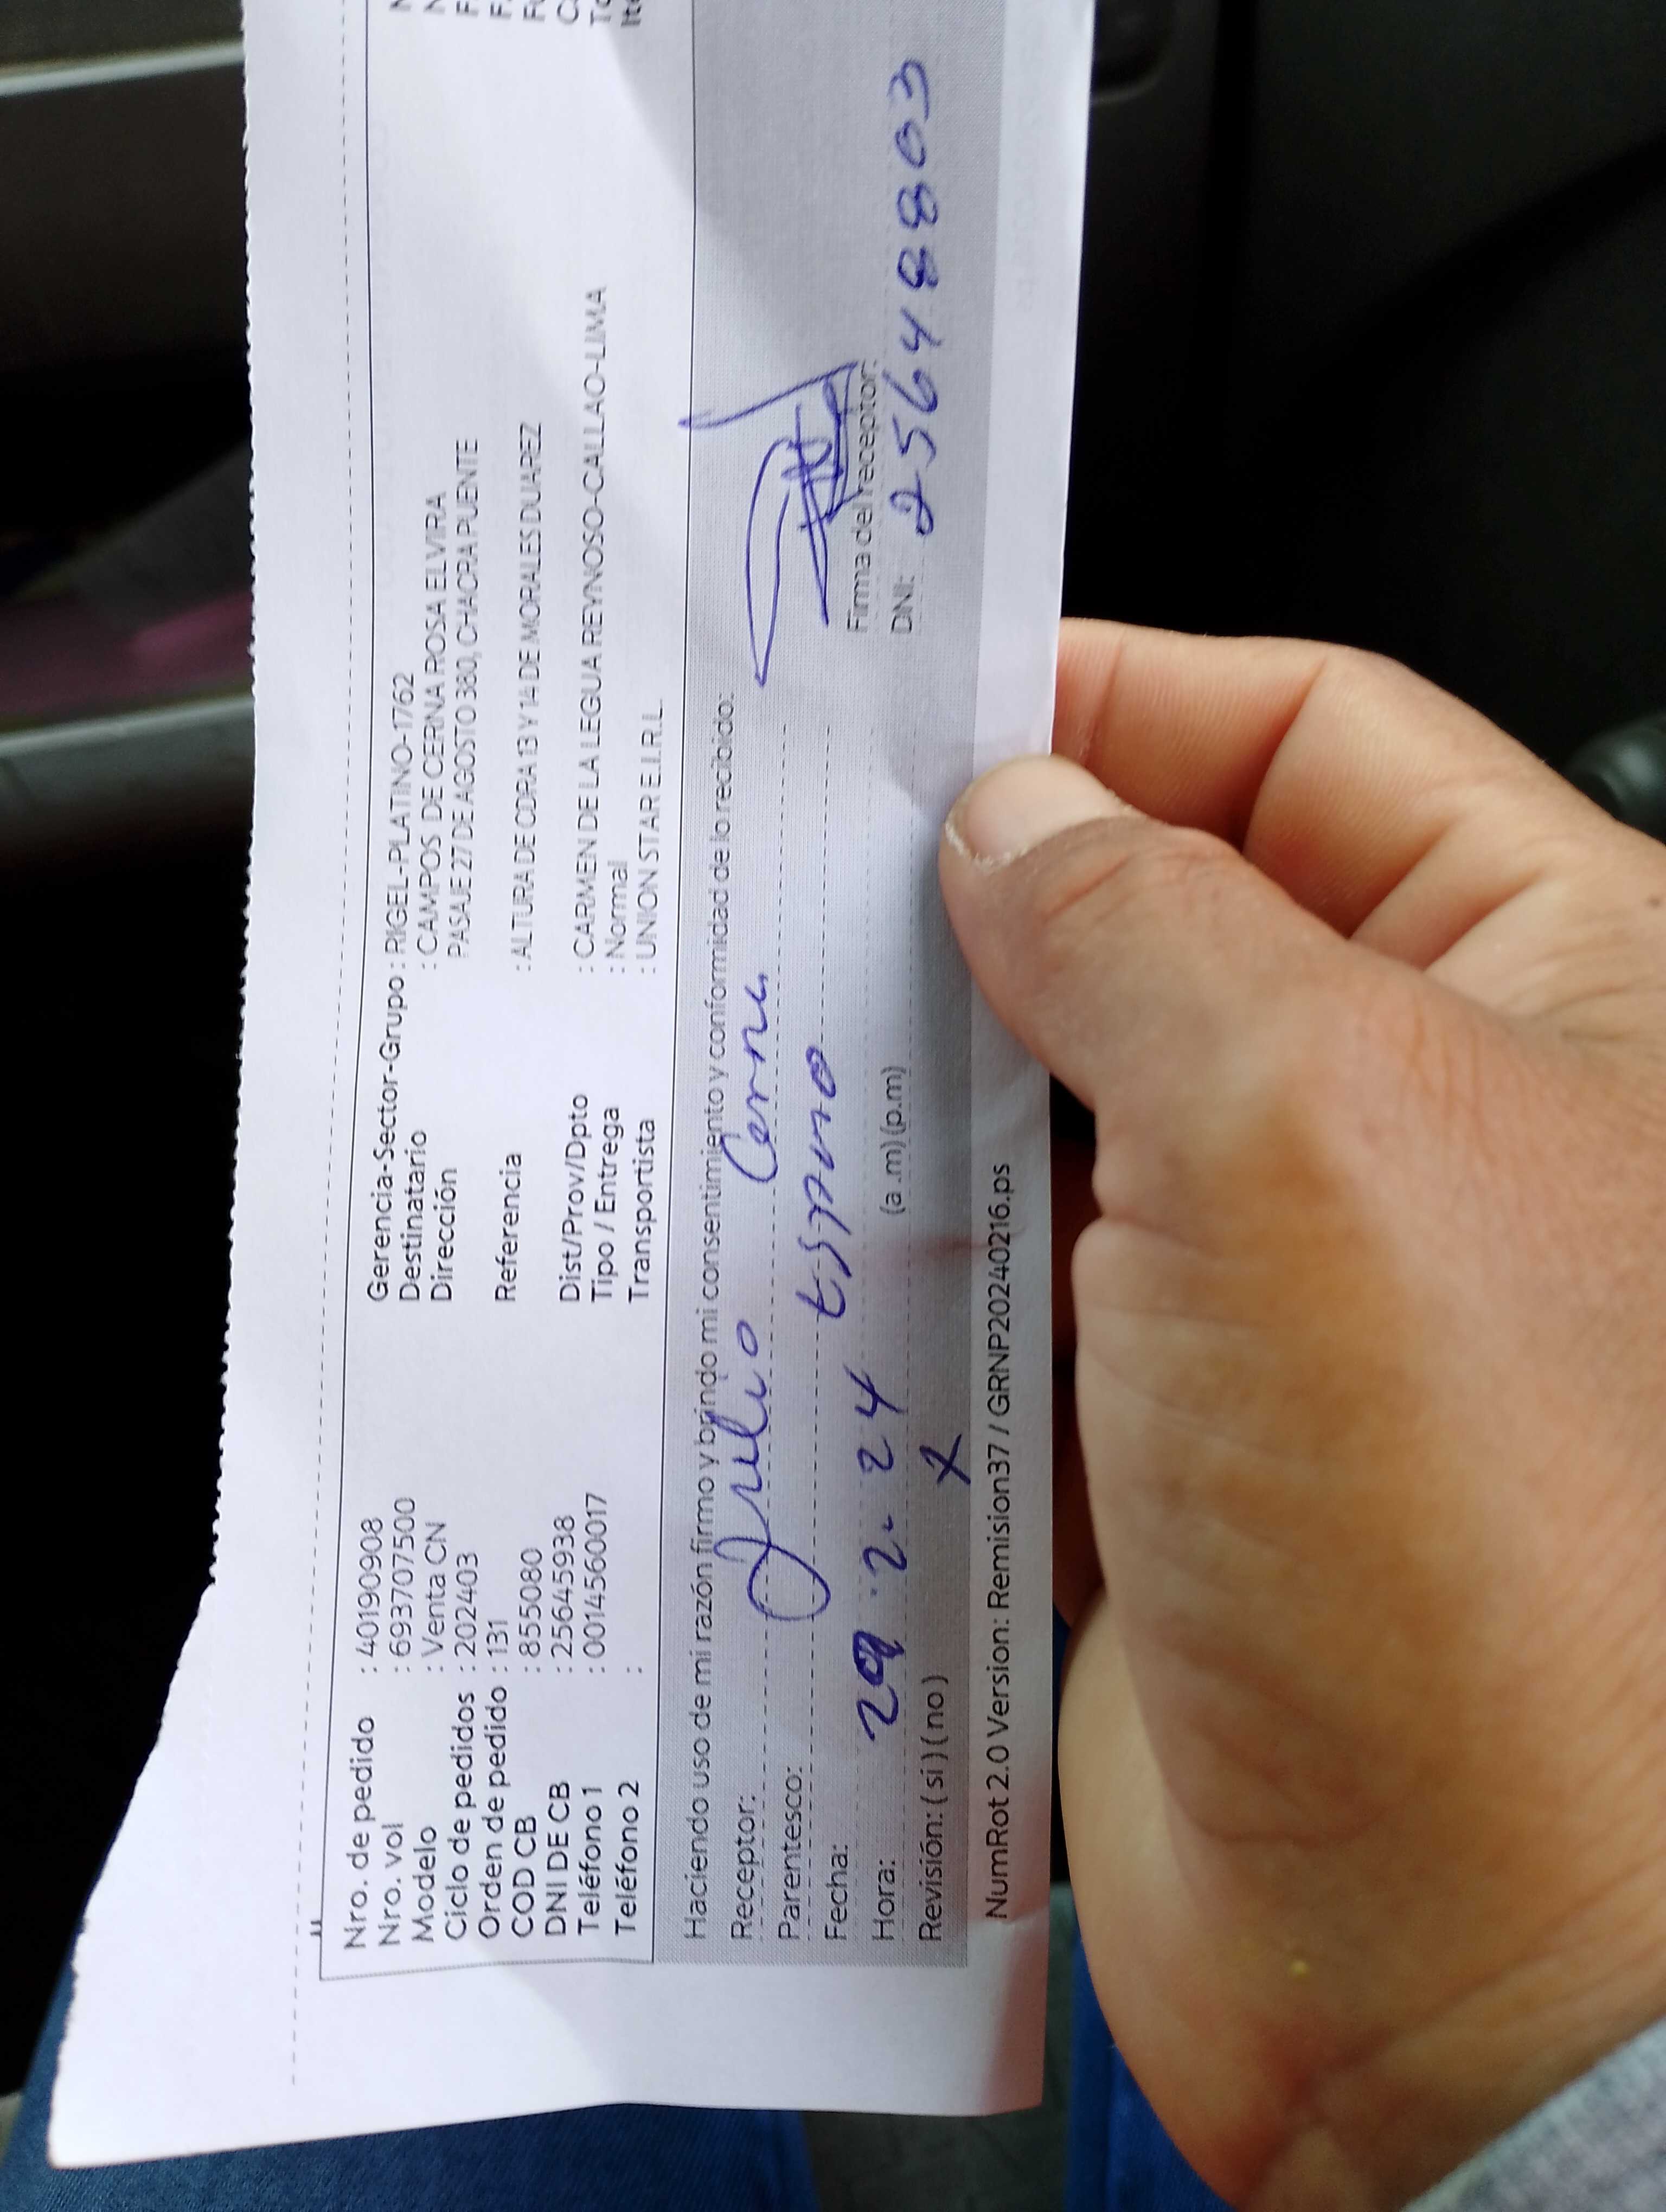 Nro. de pedido : 40190908
Nro. vol : 6937075​00
Modelo : Venta CN
Ciclo de pedidos : 202403
Orden de pedido : 131
COD CB : 855080
DNI DE CB : 25645938
Teléfono 1 : 0014560017
Teléfono 2 :
Gerencia-Sector-Grupo : RIGEL-PLATINO-1762
Destinatario : CAMPOS DE CERNA ROSA ELVIRA
Dirección PASAJE 27 DE AGOSTO 380, CHACRA PUENTE
Referencia : ALTURA DE CDRA 13 Y 14 DE MORALES DUAREZ
Dist/Prov/Dpto : CARMEN DE LA LEGUA REYNOSO-CALLAO-LIMA
Tipo / Entrega : Normal
Transportista : UNION STAR E.I.R.L.
Haciendo uso de mi razón firmo y brindo mi consentimiento y conformidad de lo recibido:
Receptor: Julio Cerna
Parentesco: Esposo
Fecha: 29.2.24
Hora: (a.m) (p.m)
Revisión: ( si ) ( no ) x
Firma del receptor:
DNI: 25648803
NumRot 2.0 Version: Remision37 / GRNP20240216.ps